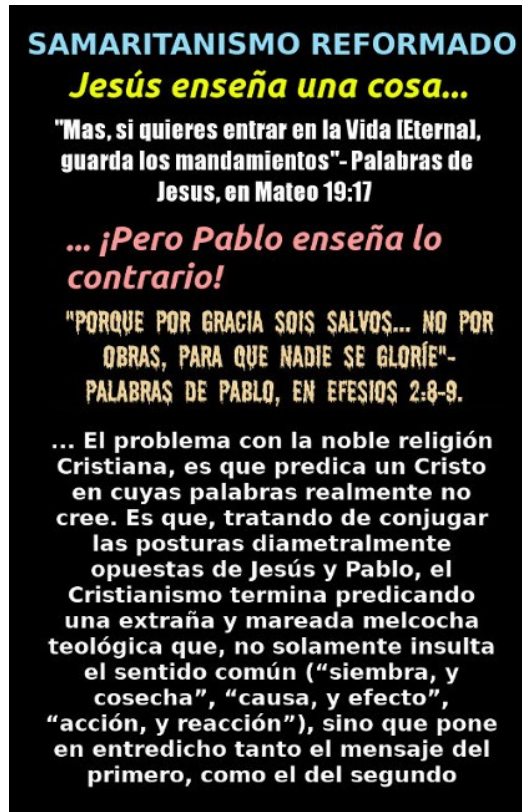 SAMARITANISMO REFORMADO
Jesús enseña una cosa...
"Mas, si quieres entrar en la Vida [Eterna],
guarda los mandamientos"- Palabras de
Jesus, en Mateo 19:17
... ¡Pero Pablo enseña lo
contrario!
"PORQUE POR GRACIA SOIS SALVOS... NO POR
OBRAS, PARA QUE NADIE SE GLORÍE"-
PALABRAS DE PABLO, EN EFESIOS 2:8-9.
... El problema con la noble religión
Cristiana, es que predica un Cristo
en cuyas palabras realmente no
cree. Es que, tratando de conjugar
las posturas diametralmente
opuestas de Jesús y Pablo, el
Cristianismo termina predicando
una extraña y mareada melcocha
teológica que, no solamente insulta
el sentido común (“siembra, y
cosecha”, “causa, y efecto”,
“acción, y reacción”), sino que pone
en entredicho tanto el mensaje del
primero, como el del segundo